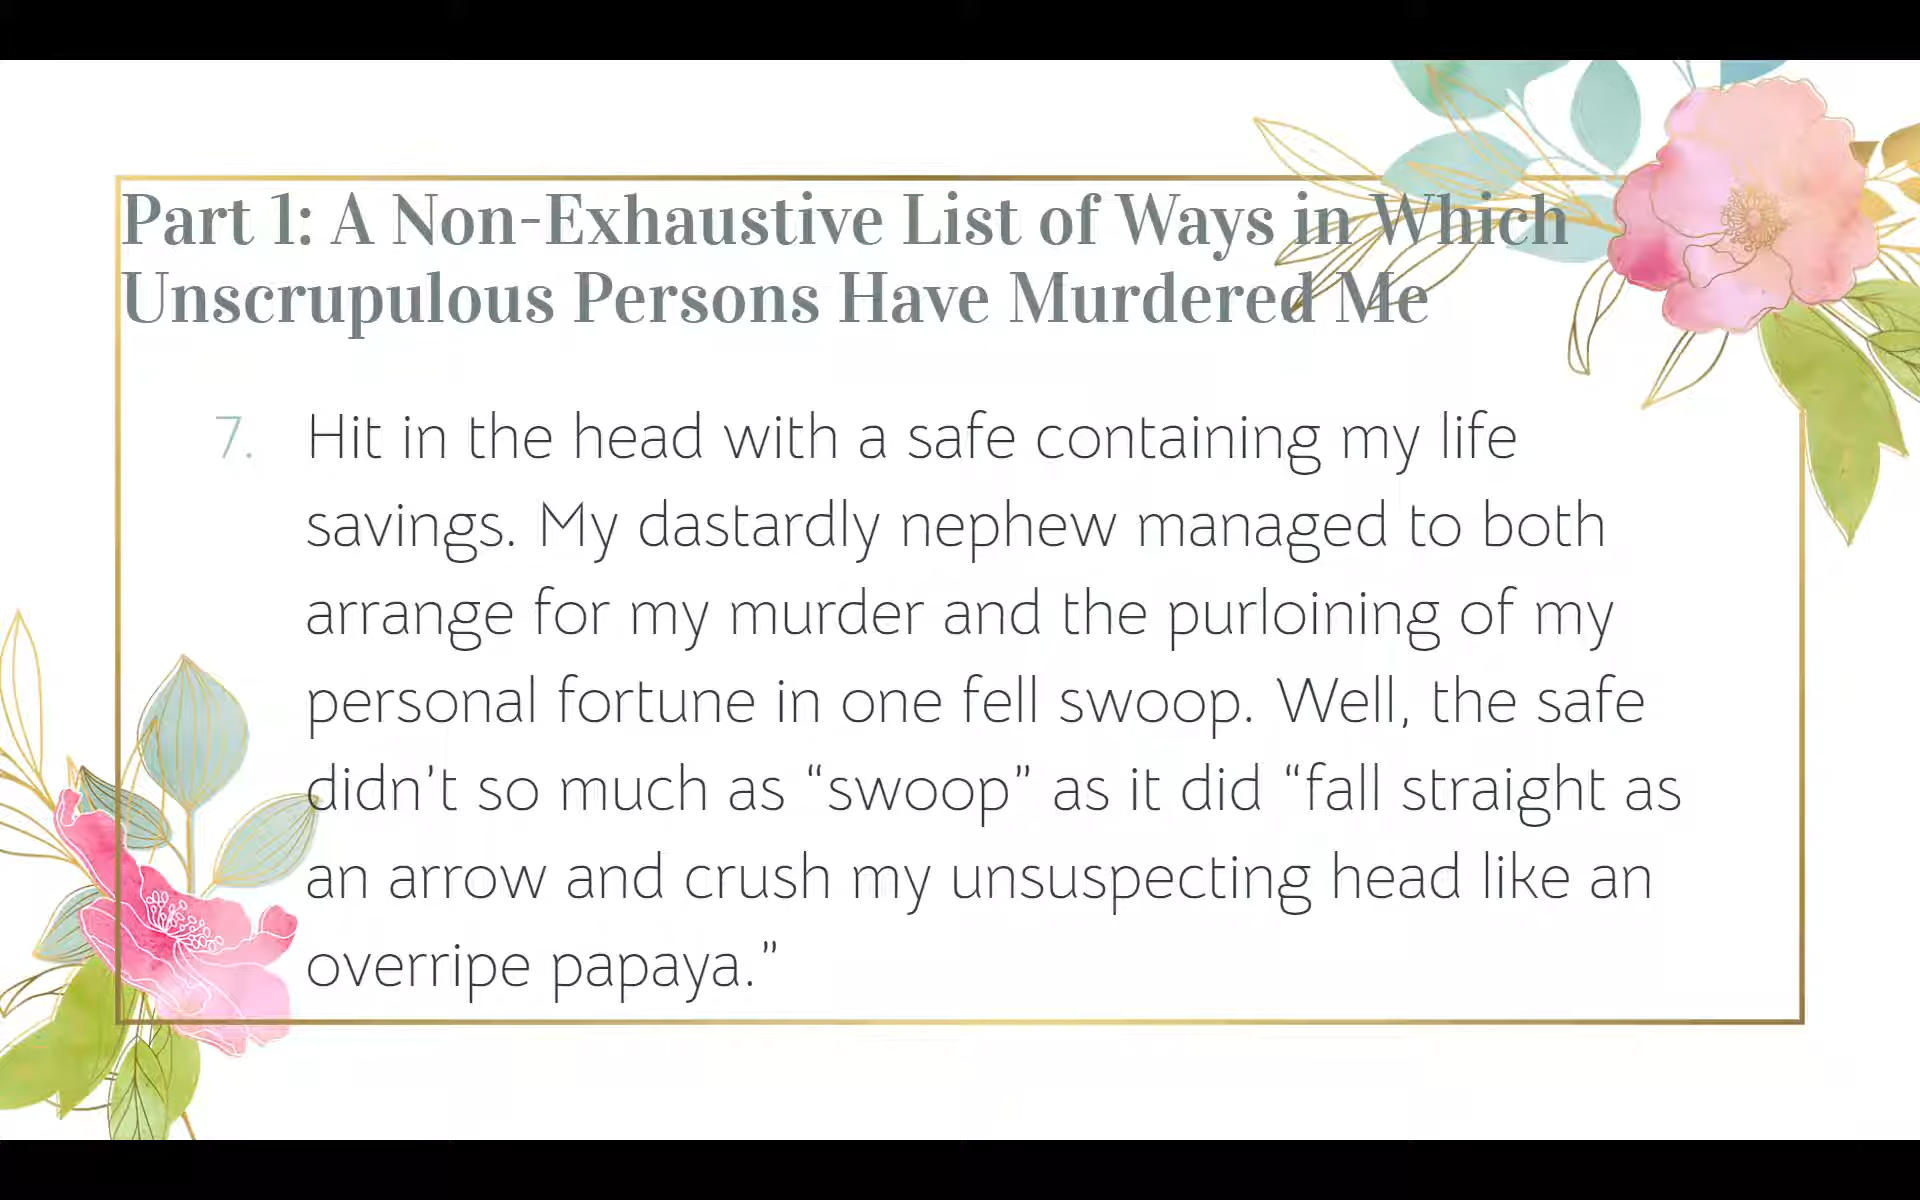 Part 1: A Non-Exhaustive List of Ways in Which
Unscrupulous Persons Have Murdered Me
7. Hit in the head with a safe containing my life
savings. My dastardly nephew managed to both
arrange for my murder and the purloining of my
personal fortune in one fell swoop. Well, the safe
didn’t so much as “swoop” as it did “fall straight as
an arrow and crush my unsuspecting head like an
overripe papaya.”